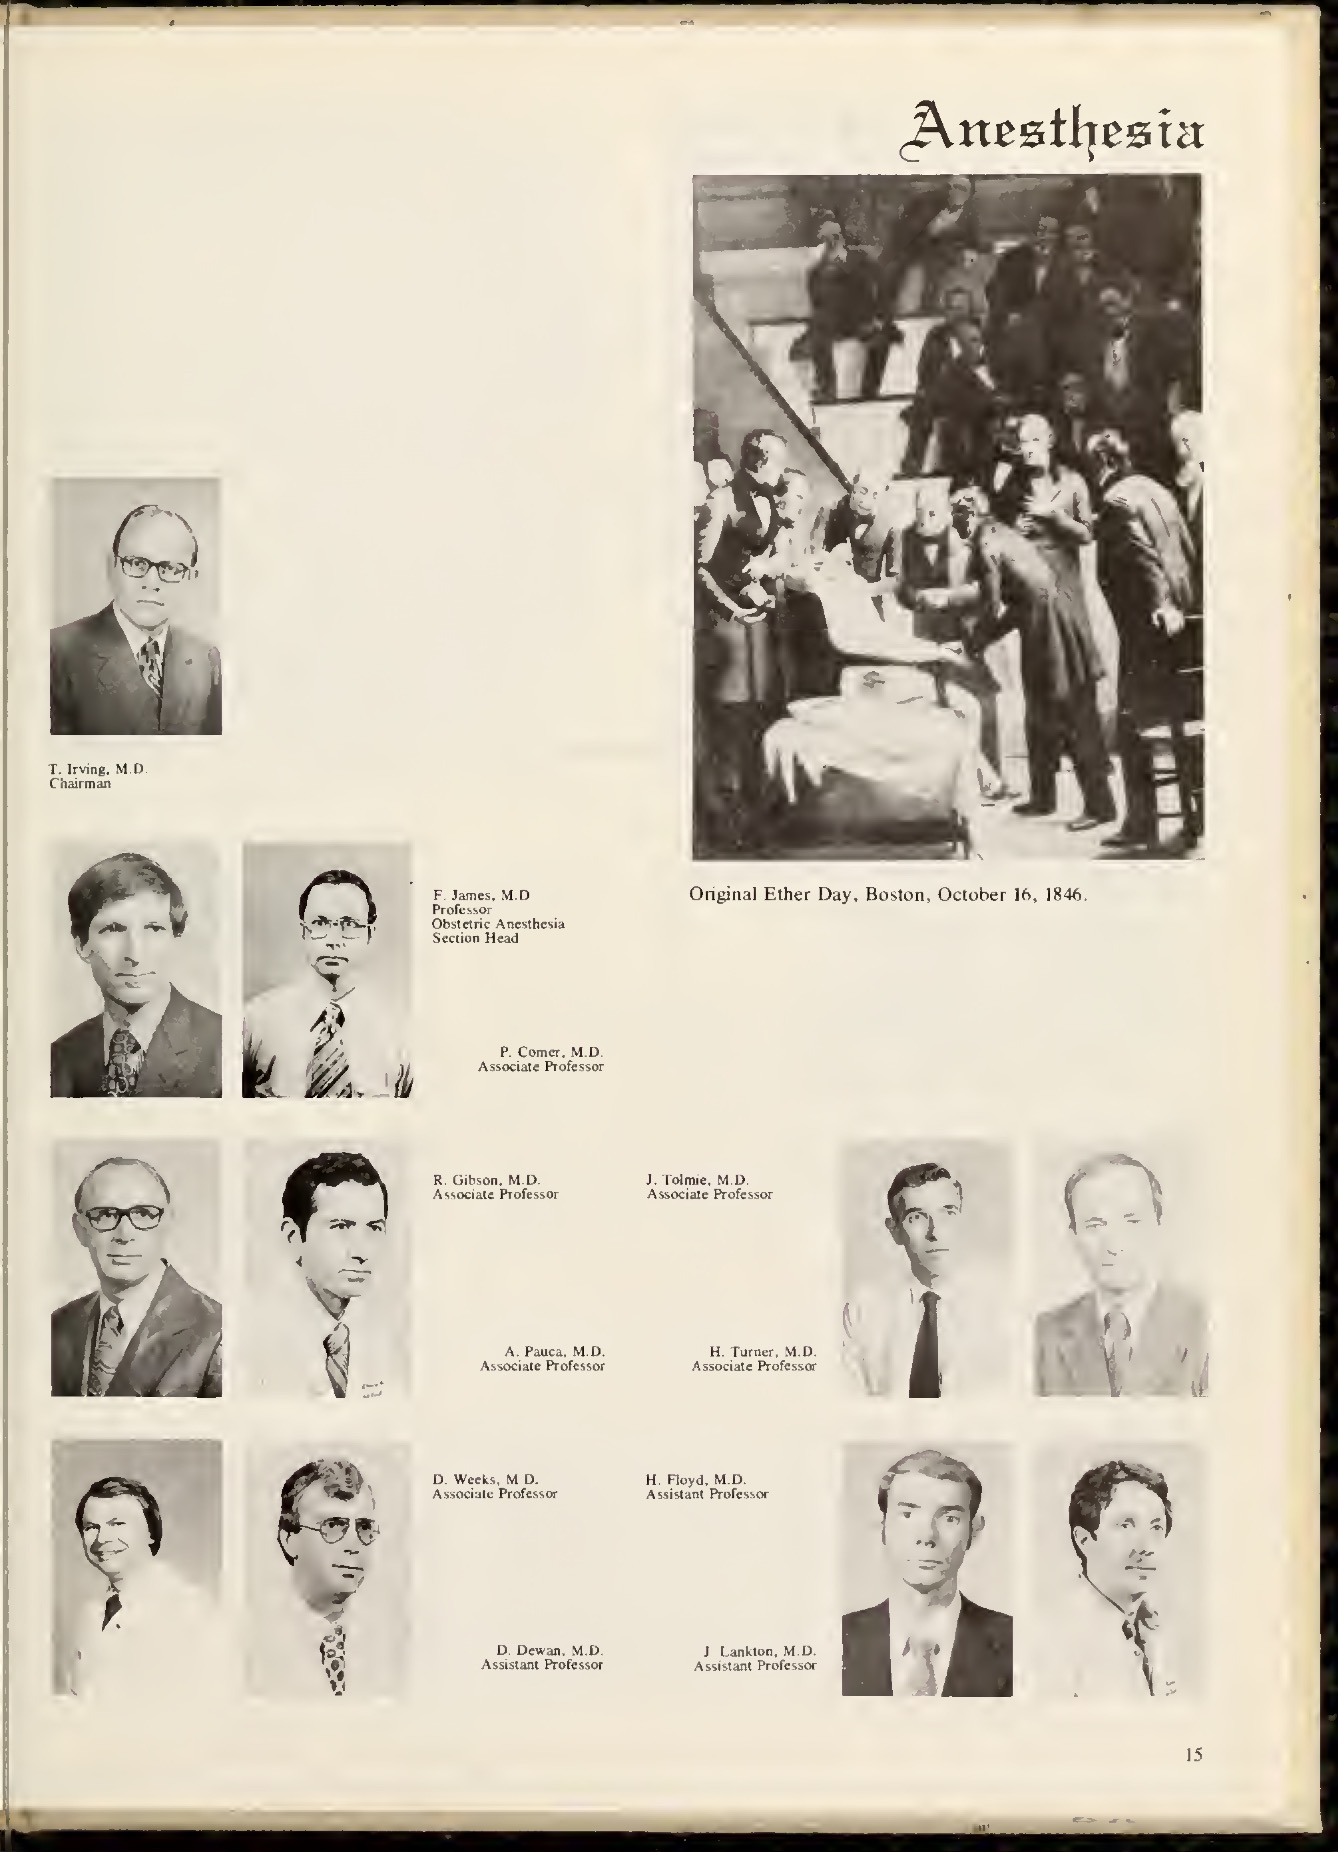 Anesthesia
T. Irving, M.D.
Chairman
Original Ether Day, Boston, October 16, 1846.
F. James, M.D
Professor
Obstetric Anesthesia
Section Head
P. Comer, M.D.
Associate Professor
R. Gibson, M.D.
Associate Professor
A. Pauca, M.D.
Associate Professor
J. Tolmie, M.D.
Associate Professor
H. Turner, M.D.
Associate Professor
D. Weeks, M D.
Associate Professor
D. Dewan, M.D.
Assistant Professor
H. Floyd, M.D.
Assistant Professor
J Lankton, M.D.
Assistant Professor
15